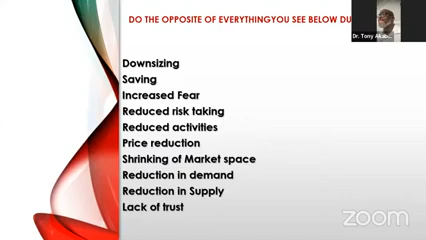 DO THE OPPOSITE OF EVERYTHINGYOU SEE BELOW DU
Dr. Tony Akabc
Downsizing
Saving
Increased Fear
Reduced risk taking
Reduced activities
Price reduction
Shrinking of Market space
Reduction in demand
Reduction in Supply
Lack of trust
zoom